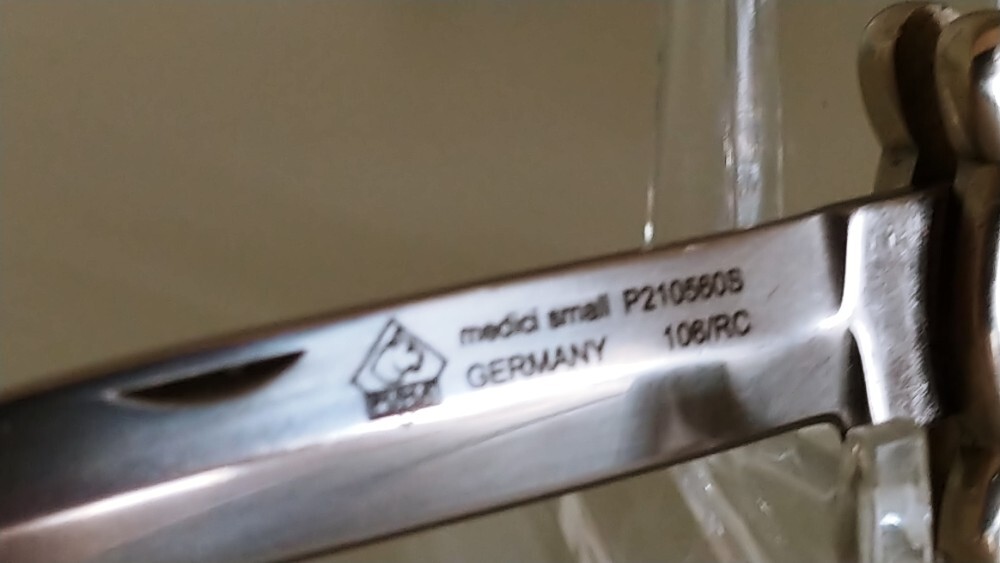 medici small P210560S
GERMANY 106/RC